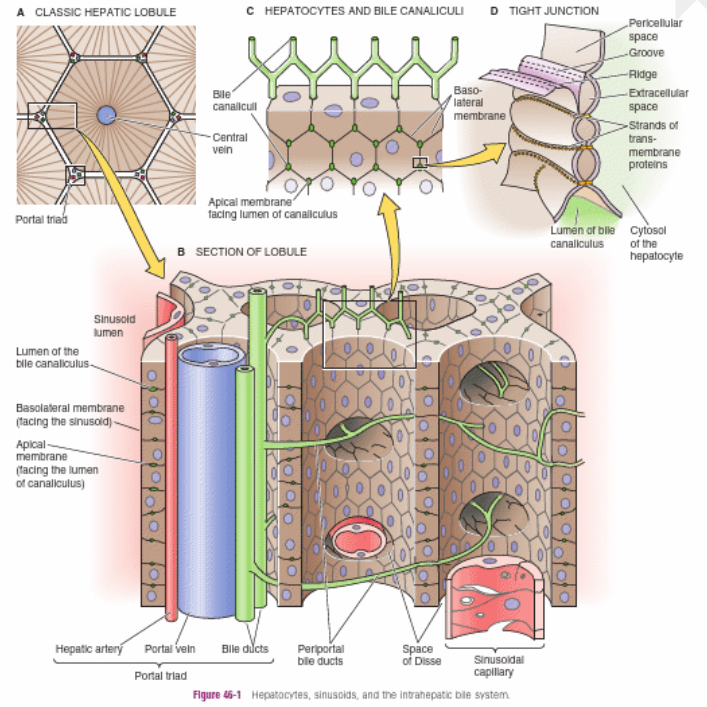 A CLASSIC HEPATIC LOBULE
Central
vein
Portal triad
C HEPATOCYTES AND BILE CANALICULI
Bile
canaliculi
Baso-
lateral
membrane
Apical membrane
facing lumen of canaliculus
D TIGHT JUNCTION
Pericellular
space
Groove
Ridge
Extracellular
space
Strands of
trans-
membrane
proteins
Lumen of bile
canaliculus
Cytosol
of the
hepatocyte
B SECTION OF LOBULE
Sinusoid
lumen
Lumen of the
bile canaliculus
Basolateral membrane
(facing the sinusoid)
Apical
membrane
(facing the lumen
of canaliculus)
Hepatic artery
Portal vein
Bile ducts
Portal triad
Periportal
bile ducts
Space
of Disse
Sinusoidal
capillary
Figure 46-1 Hepatocytes, sinusoids, and the intrahepatic bile system.